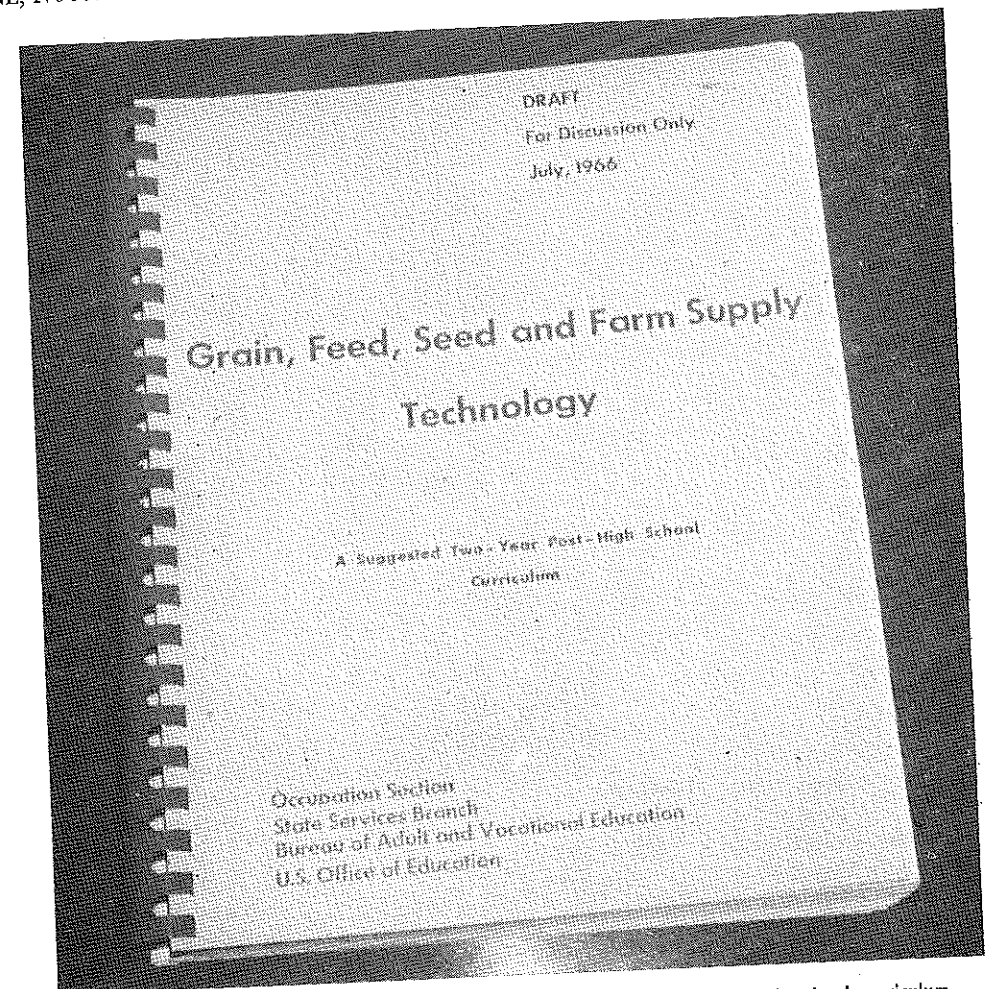 DRAFT
For Discussion Only
July, 1966
Grain, Feed, Seed and Farm Supply
Technology
A Suggested Two-Year Post-High School
Curriculum
Occupation Section
State Services Branch
Bureau of Adult and Vocational Education
U.S. Office of Education